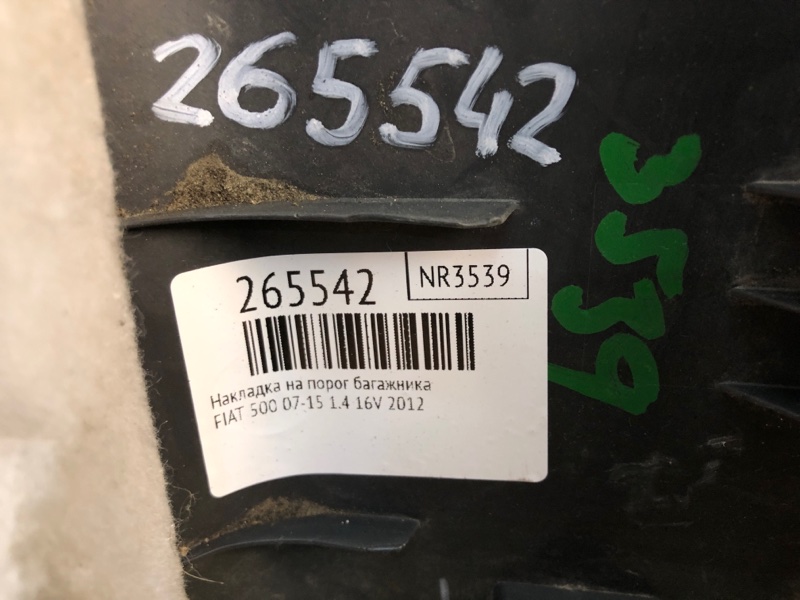 265542
3539
265542
NR3539
Накладка на порог багажника
FIAT 500 07-15 1.4 16V 2012